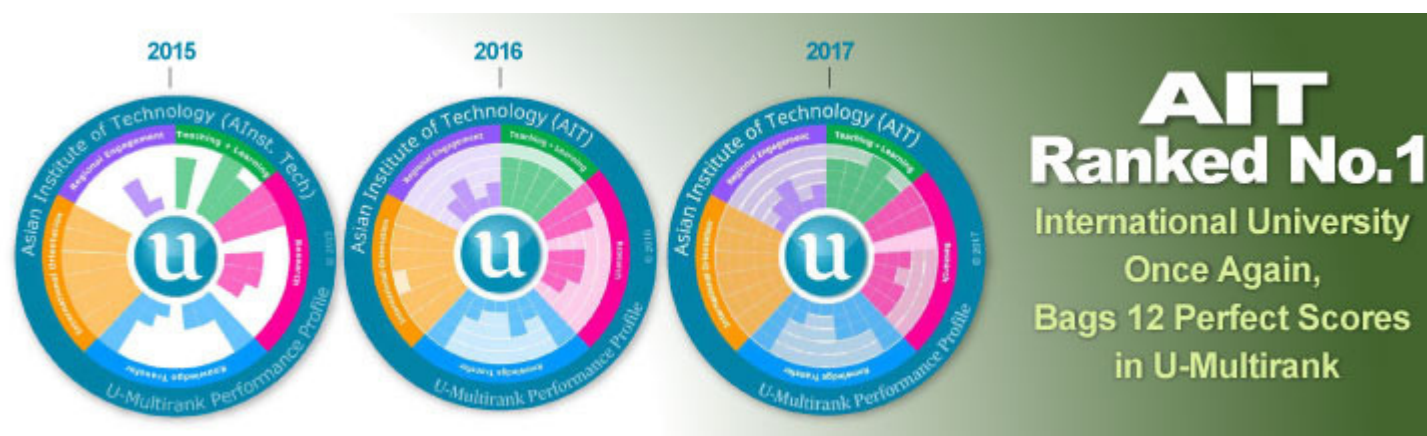 2015
Asian Institute of Technology (AInst. Tech)
Regional Engagement
Teaching + Learning
Research
Knowledge Transfer
International Orientation
u
© 2015
U-Multirank Performance Profile
2016
Asian Institute of Technology (AIT)
Regional Engagement
Teaching + Learning
Research
Knowledge Transfer
International Orientation
u
© 2016
U-Multirank Performance Profile
2017
Asian Institute of Technology (AIT)
Regional Engagement
Teaching + Learning
Research
Knowledge Transfer
International Orientation
u
© 2017
U-Multirank Performance Profile
AIT
Ranked No.1
International University
Once Again,
Bags 12 Perfect Scores
in U-Multirank